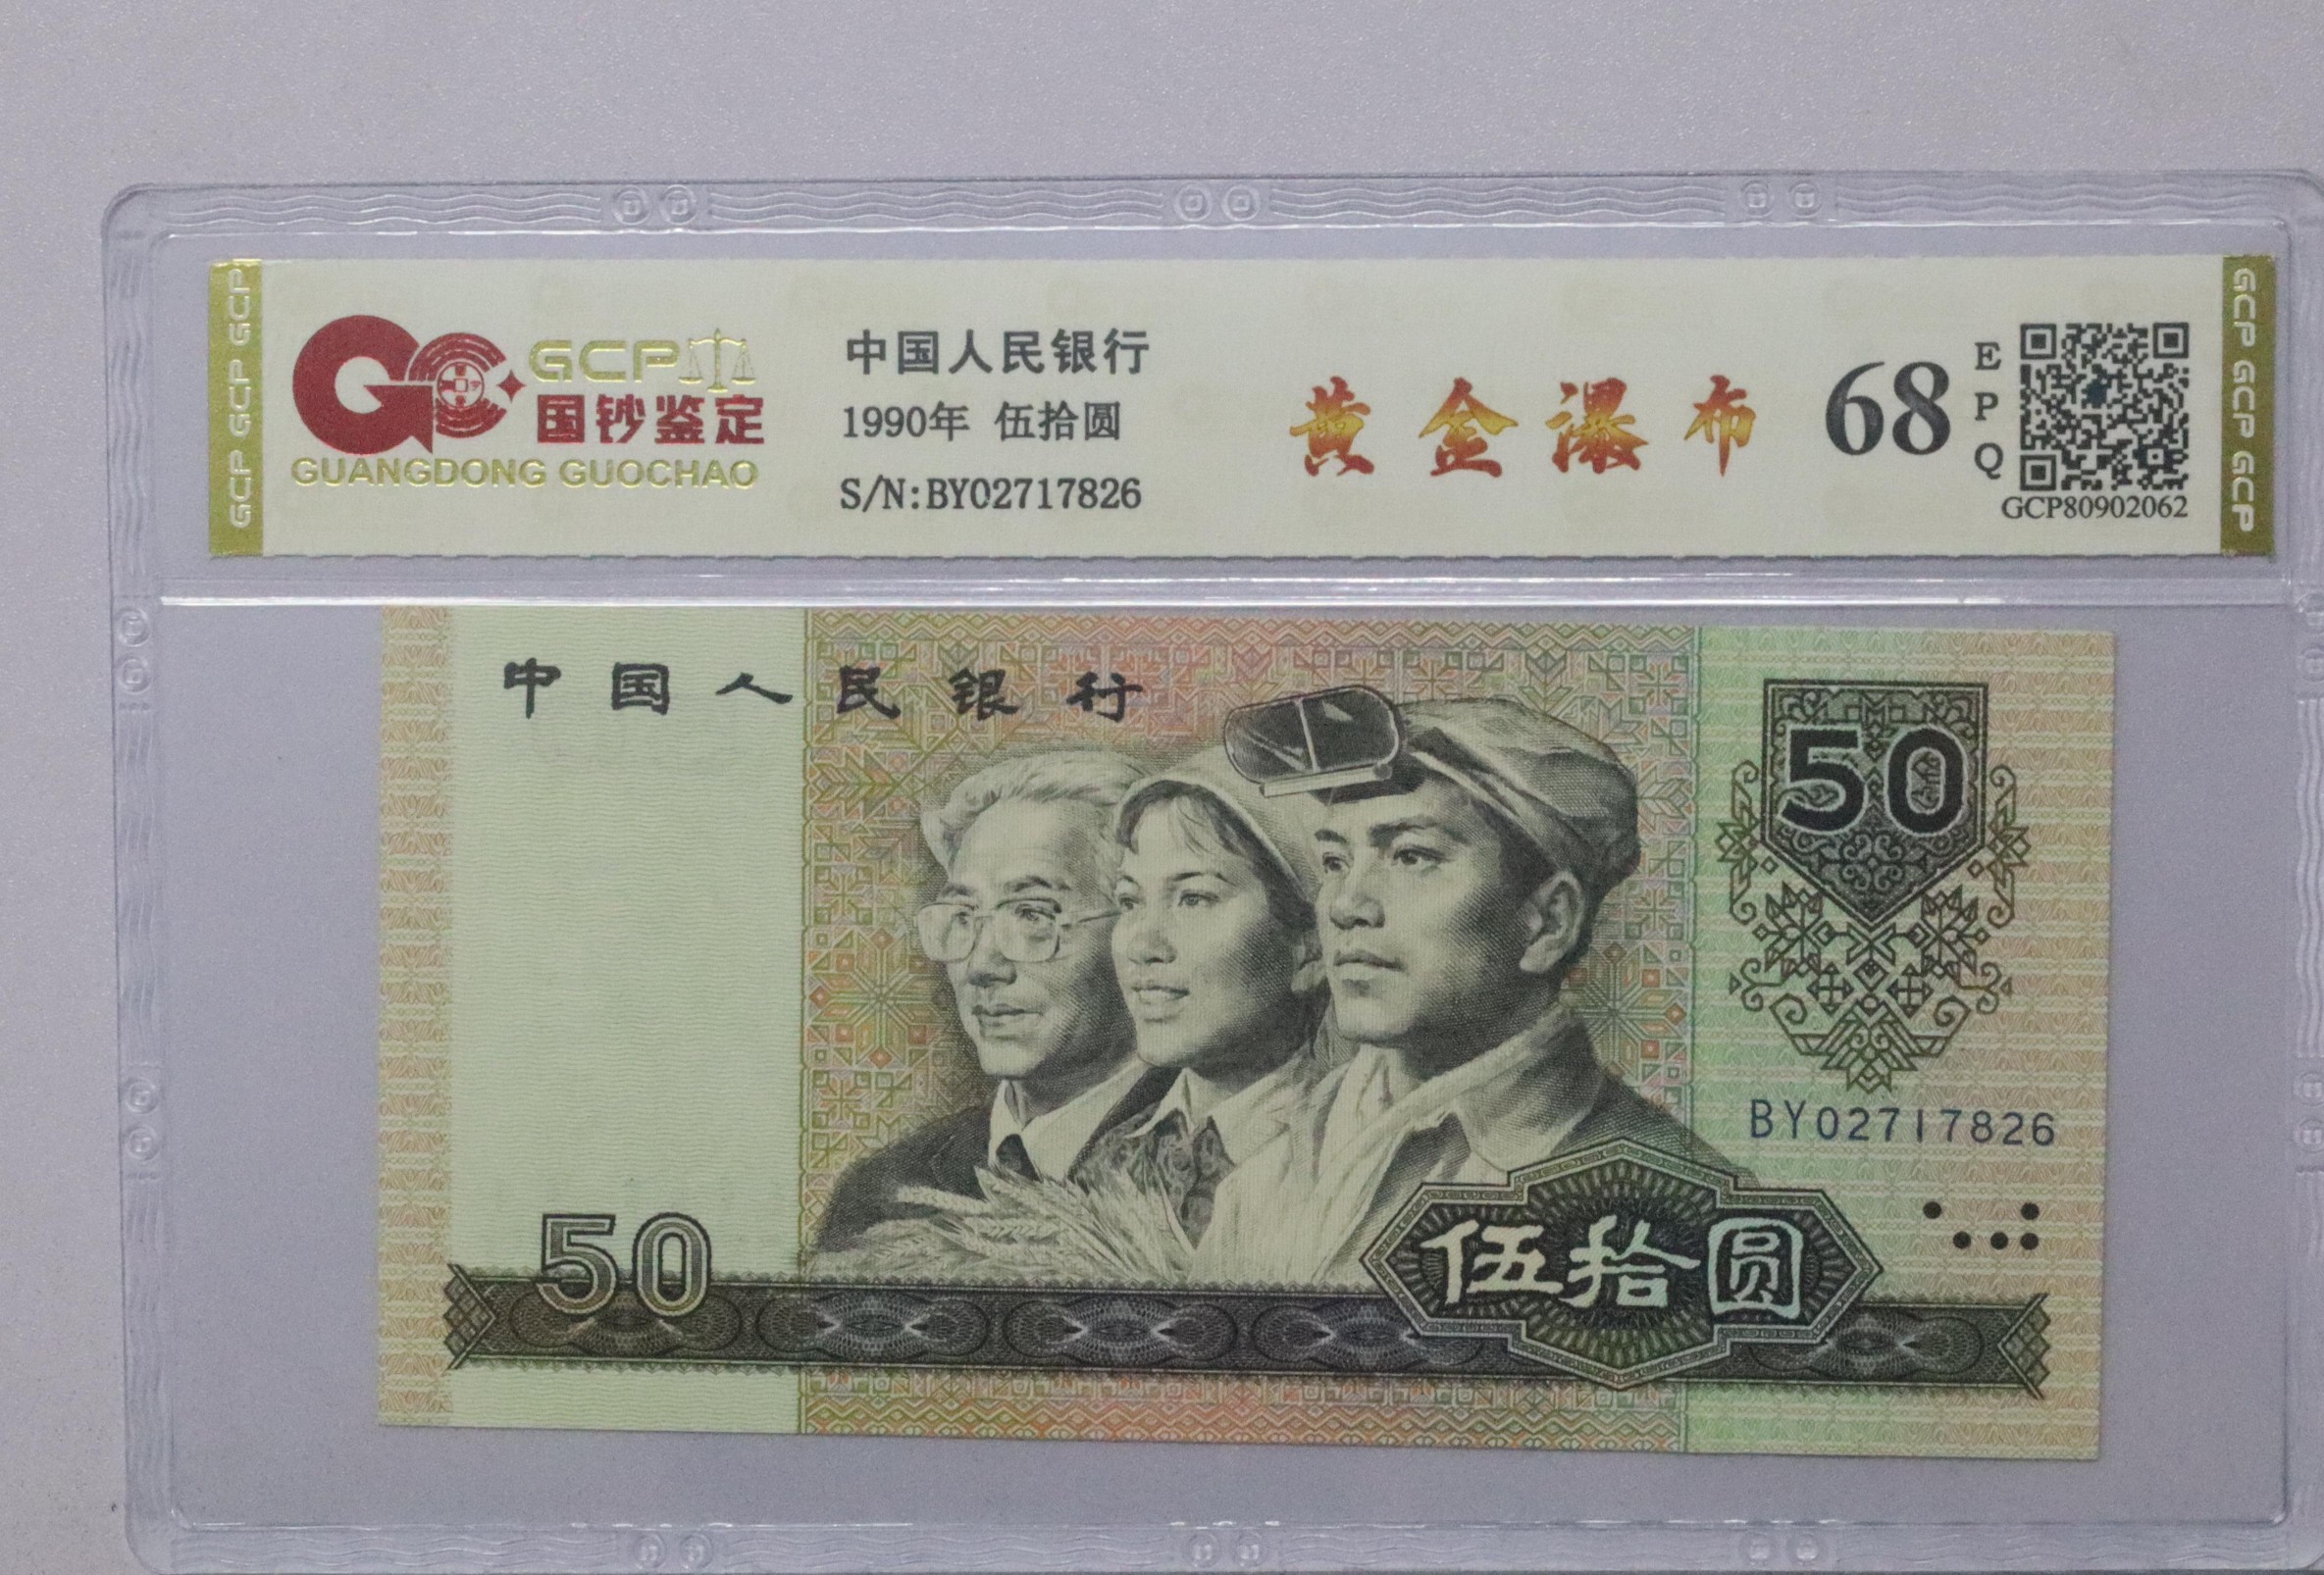 GCP GCP GCP
GCP
国钞鉴定
GUANGDONG GUOCHAO
中国人民银行
1990年 伍拾圆
S/N:BY02717826
黄金瀑布
68
EPQ
GCP80902062
GCP GCP GCP
中国人民银行
50
BY02717826
50
伍拾圆